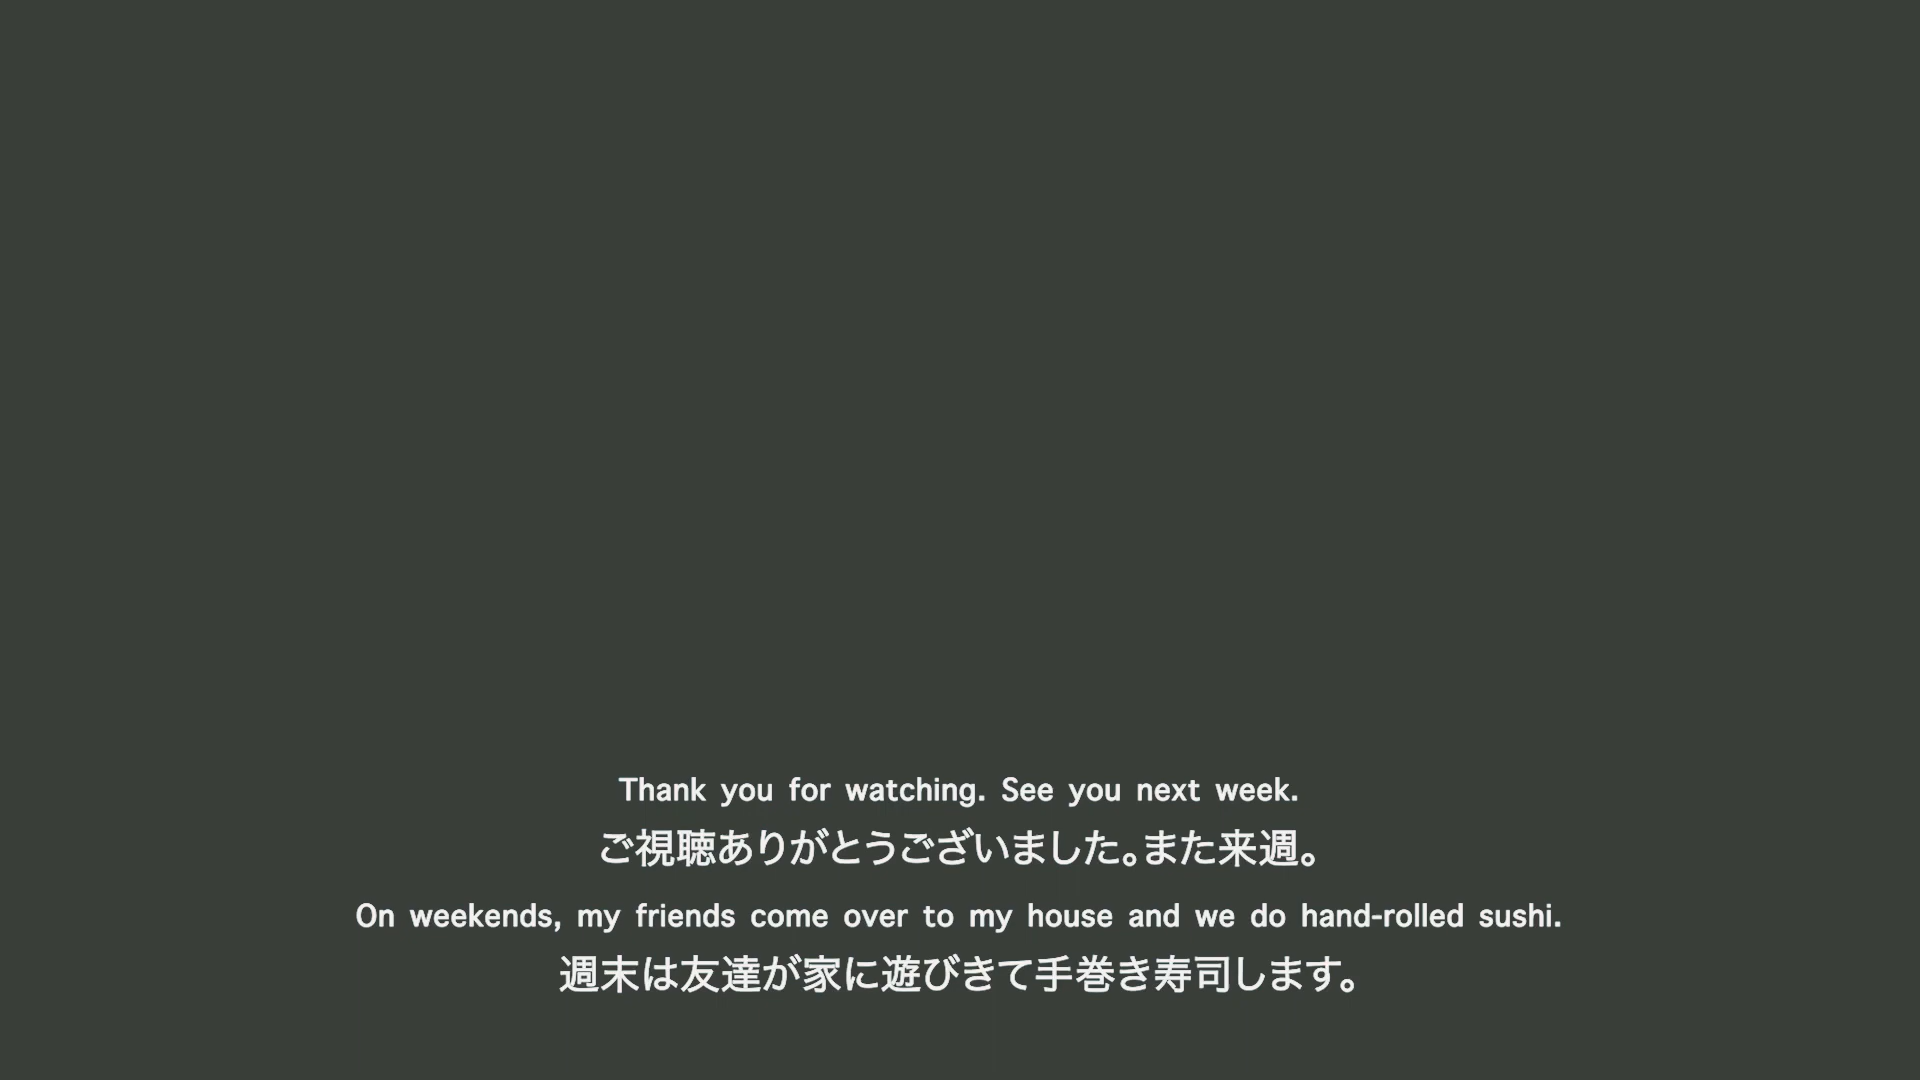 Thank you for watching. See you next week.
ご視聴ありがとうございました。また来週。
On weekends, my friends come over to my house and we do hand-rolled sushi.
週末は友達が家に遊びきて手巻き寿司します。